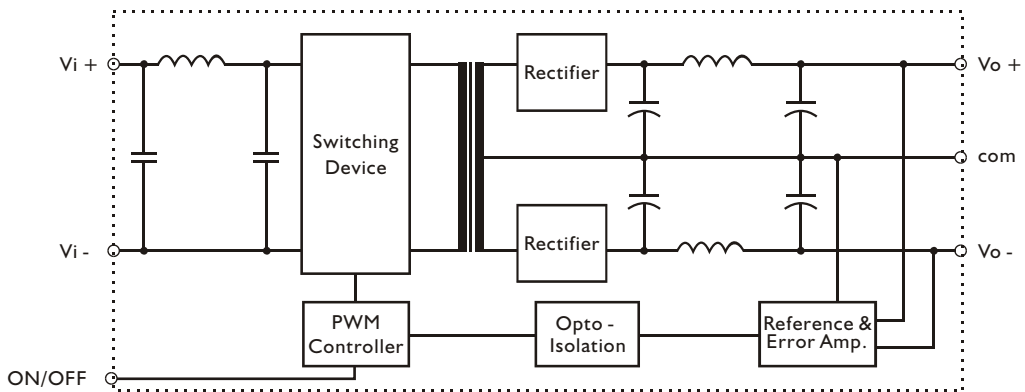 Vi +
Rectifier
Vo +
Switching
Device
com
Vi -
Rectifier
Vo -
PWM
Controller
Opto -
Isolation
Reference &
Error Amp.
ON/OFF